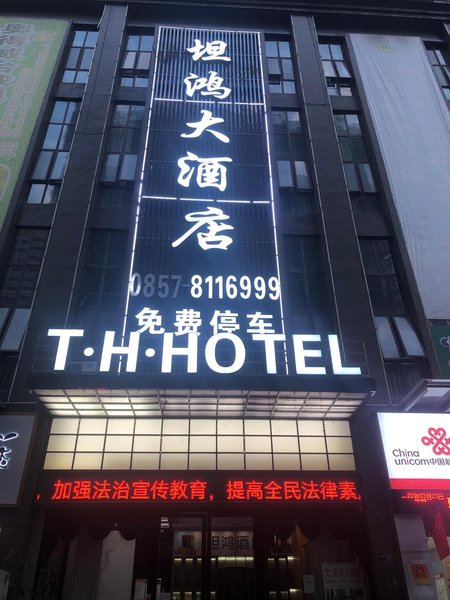 坦鸿大酒店
0857-8116999
免费停车
T·H·HOTEL
China
unicom中国联
加强法治宣传教育，提高全民法律素
坦鸿酒